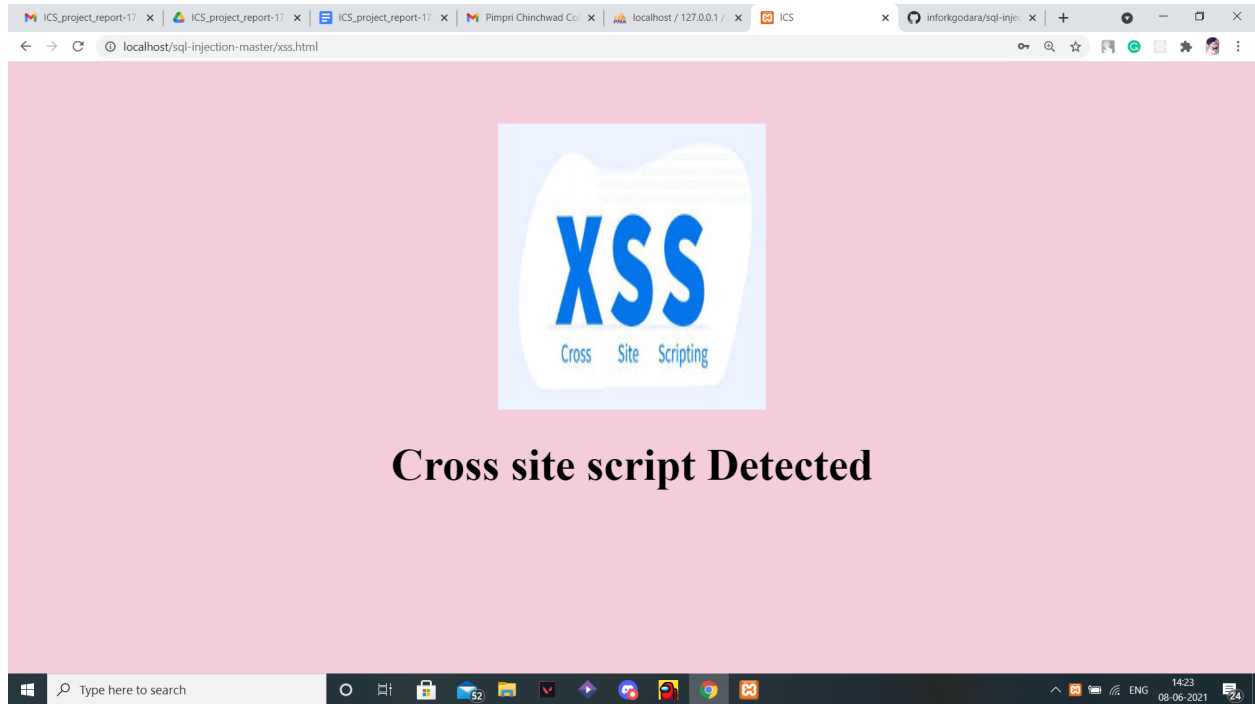 ICS_project_report-17. ICS_project_report-17. ICS_project_report-17. Pimpri Chinchwad Col localhost / 127.0.0.1 / ICS inforkgodara/sql-injec
localhost/sql-injection-master/xss.html
XSS
Cross Site Scripting
Cross site script Detected
Type here to search
52
ENG
14:23
08-06-2021
24